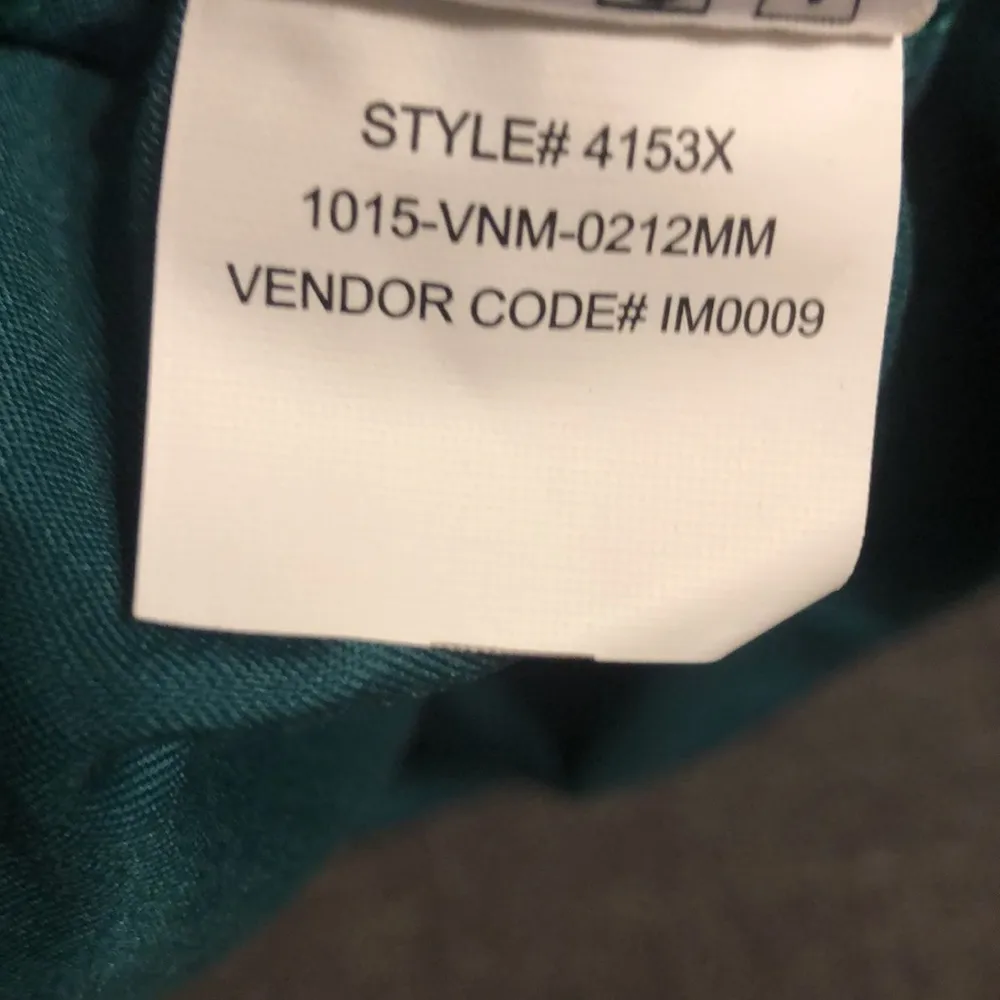 STYLE# 4153X
1015-VNM-0212MM
VENDOR CODE# IM0009